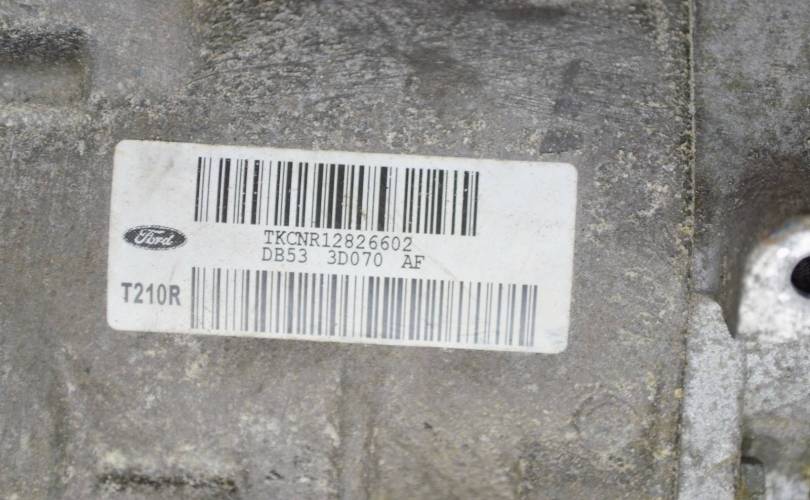 TKCNR12826602
Ford
DB53 3D070 AF
T210R